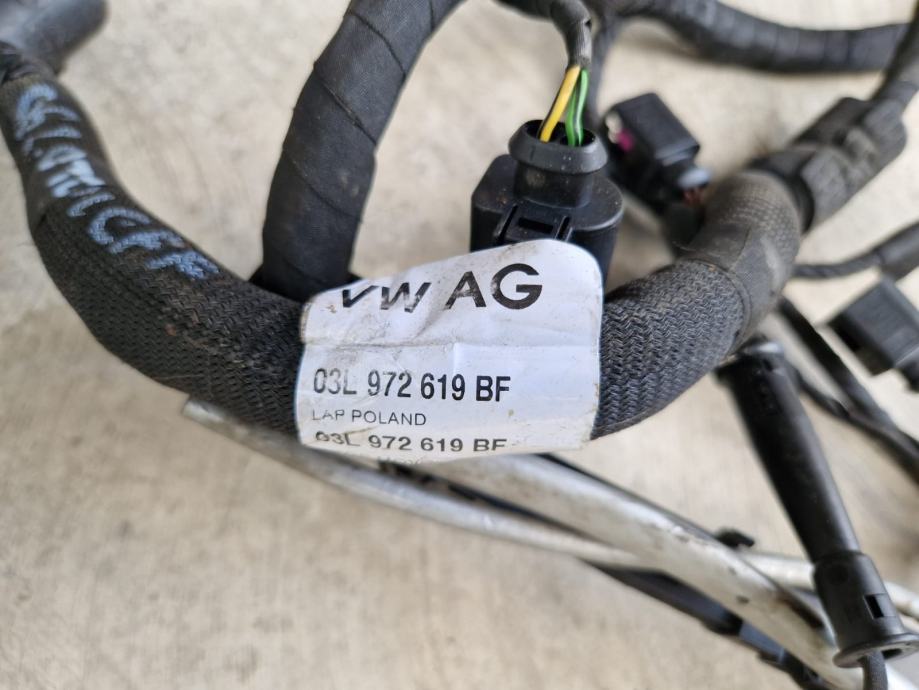 VW AG
03L 972 619 BF
LAP POLAND
03L 972 619 BF